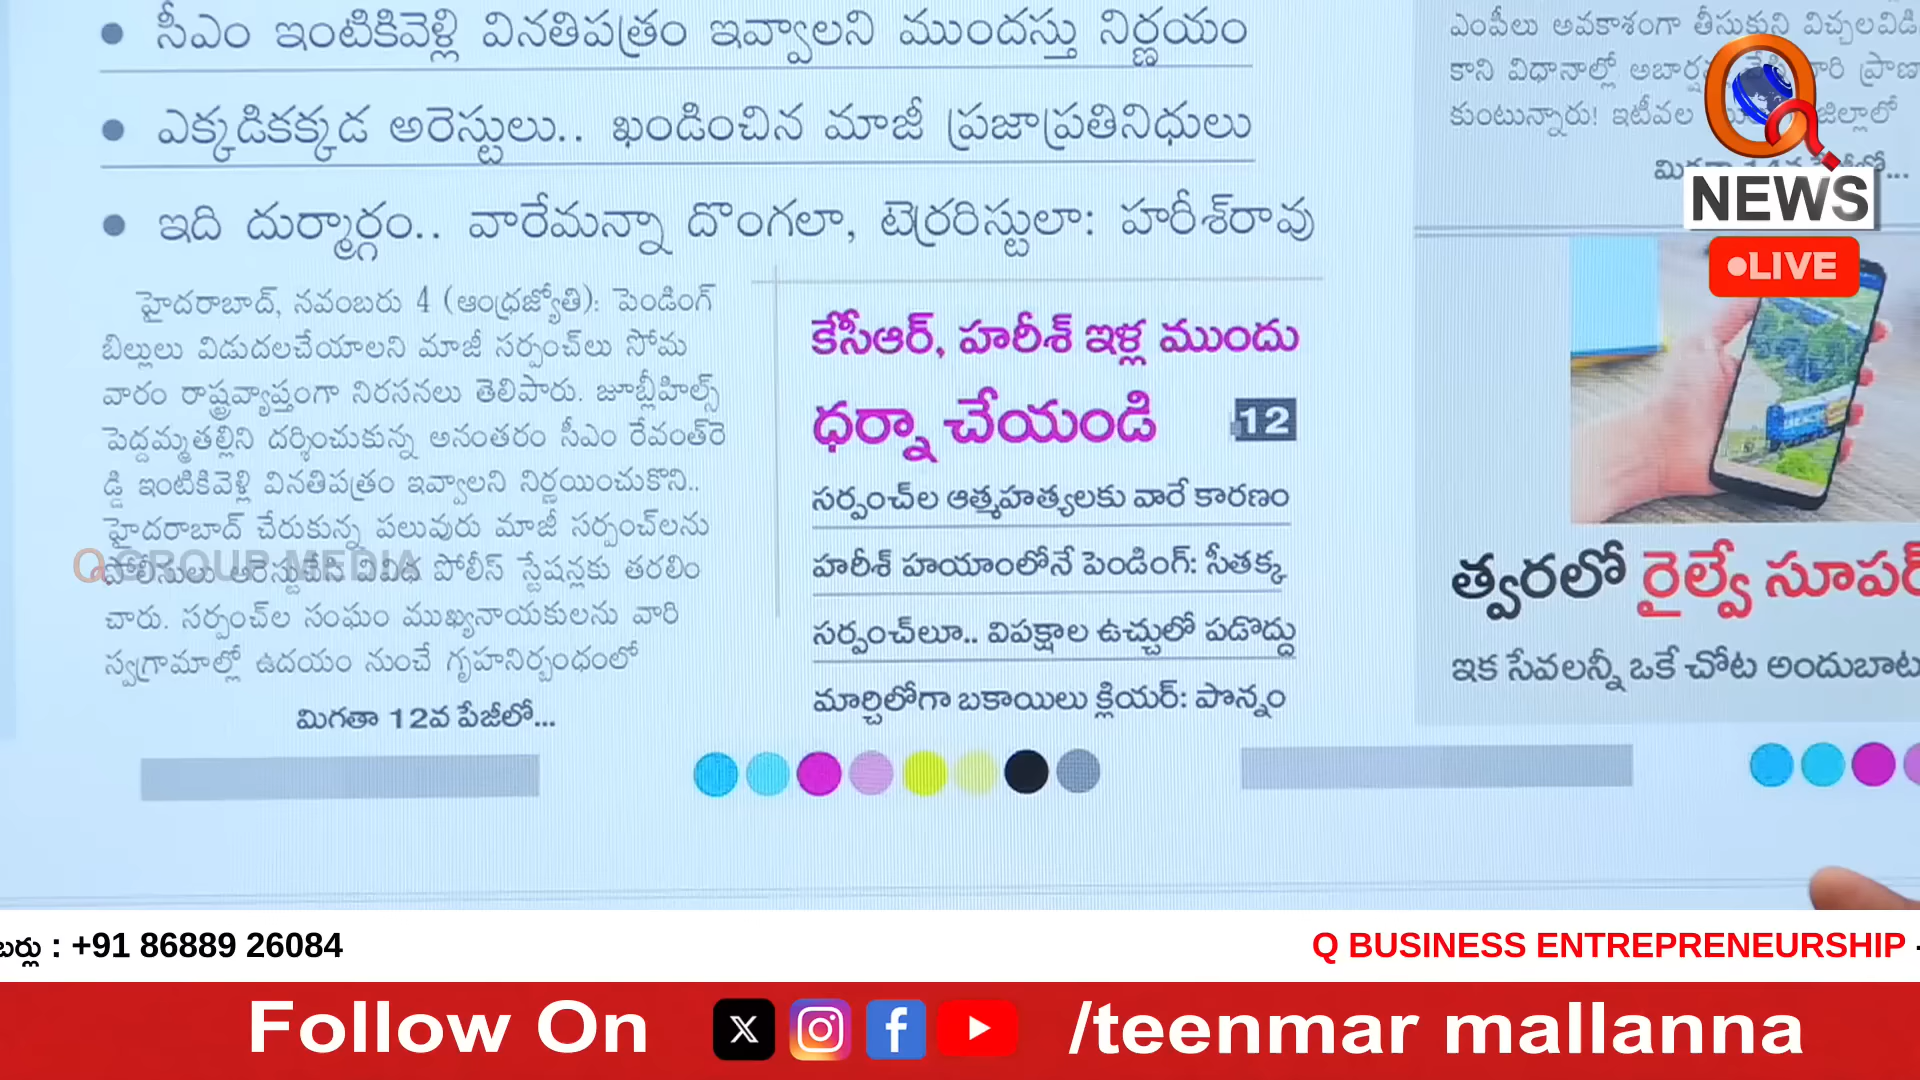 సీఎం ఇంటికివెళ్లి వినతిపత్రం ఇవ్వాలని ముందస్తు నిర్ణయం
ఎక్కడికక్కడ అరెస్టులు.. ఖండించిన మాజీ ప్రజాప్రతినిధులు
ఇది దుర్మార్గం.. వారేమన్నా దొంగలా, టెర్రరిస్టులా: హరీశ్‌రావు
హైదరాబాద్, నవంబరు 4 (ఆంధ్రజ్యోతి): పెండింగ్
బిల్లులు విడుదలచేయాలని మాజీ సర్పంచ్‌లు సోమ
వారం రాష్ట్రవ్యాప్తంగా నిరసనలు తెలిపారు. జూబ్లీహిల్స్
పెద్దమ్మతల్లిని దర్శించుకున్న అనంతరం సీఎం రేవంత్‌రె
డ్డి ఇంటికివెళ్లి వినతిపత్రం ఇవ్వాలని నిర్ణయించుకొని..
హైదరాబాద్ చేరుకున్న పలువురు మాజీ సర్పంచ్‌లను
పోలీసులు అరెస్టుచేసి వివిధ పోలీస్ స్టేషన్లకు తరలిం
చారు. సర్పంచ్‌ల సంఘం ముఖ్యనాయకులను వారి
స్వగ్రామాల్లో ఉదయం నుంచే గృహనిర్బంధంలో
మిగతా 12వ పేజీలో...
Q GROUP MEDIA
కేసీఆర్, హరీశ్ ఇళ్ల ముందు
ధర్నా చేయండి 12
సర్పంచ్‌ల ఆత్మహత్యలకు వారే కారణం
హరీశ్ హయాంలోనే పెండింగ్: సీతక్క
సర్పంచ్‌లూ.. విపక్షాల ఉచ్చులో పడొద్దు
మార్చిలోగా బకాయిలు క్లియర్: పొన్నం
ఎంపీలు అవకాశంగా తీసుకుని
కాని విధానాల్లో
కుంటున్నారు! ఇటీవల జిల్లాలో
Q
NEWS
LIVE
త్వరలో రైల్వే సూపర్
ఇక సేవలన్నీ ఒకే చోట
: +91 86889 26084
Q BUSINESS ENTREPRENEURSHIP -
Follow On /teenmar mallanna